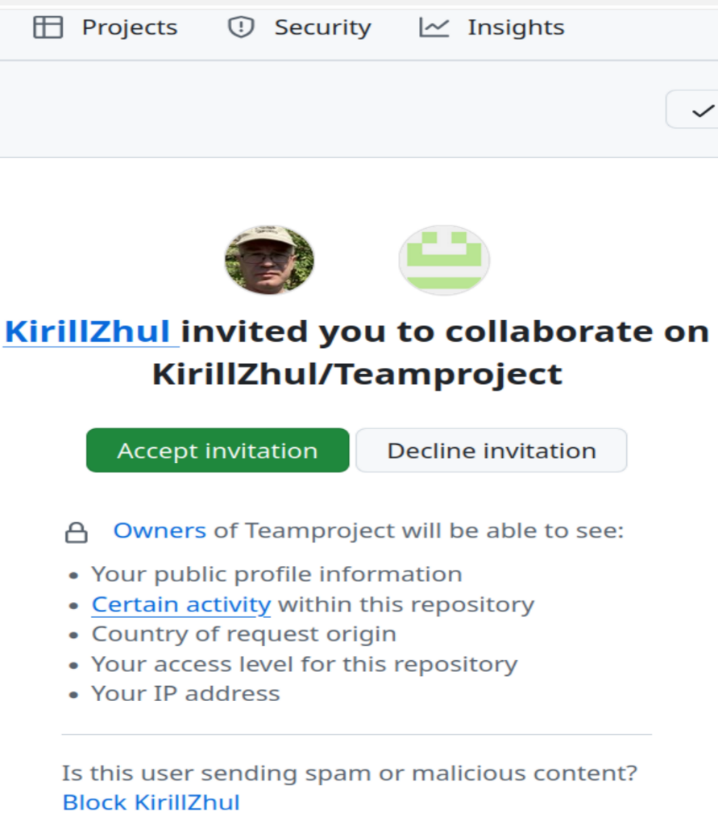 Projects Security Insights
KirillZhul invited you to collaborate on
KirillZhul/Teamproject
Accept invitation Decline invitation
Owners of Teamproject will be able to see:
• Your public profile information
• Certain activity within this repository
• Country of request origin
• Your access level for this repository
• Your IP address
Is this user sending spam or malicious content?
Block KirillZhul